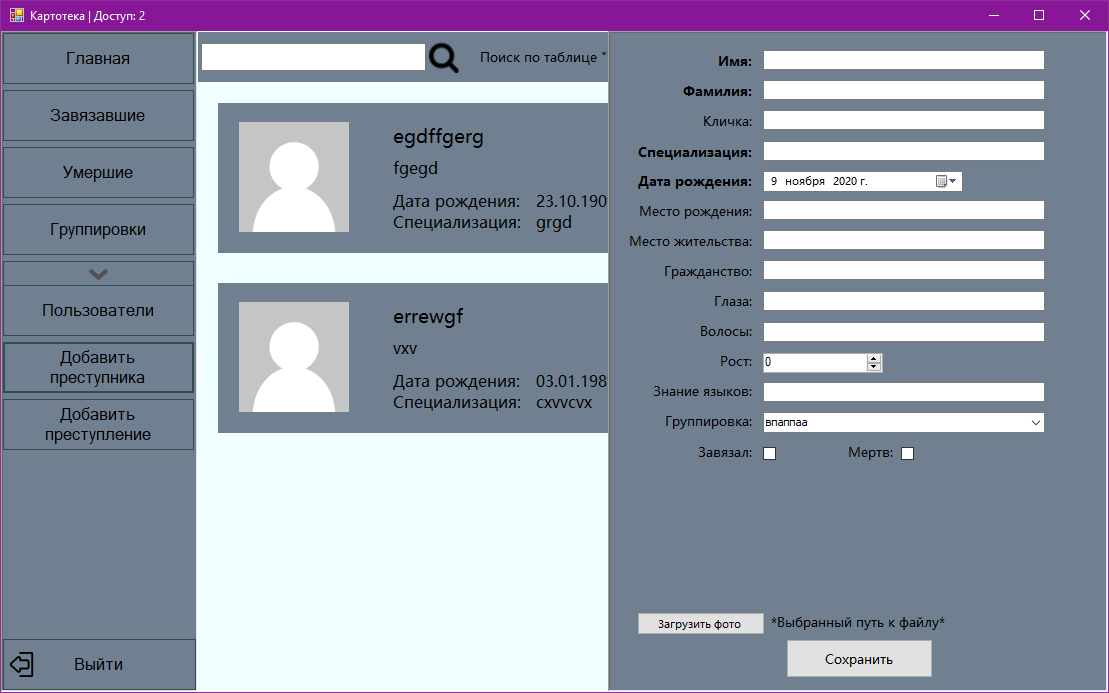 Картотека | Доступ: 2
Главная
Завязавшие
Умершие
Группировки
Пользователи
Добавить
преступника
Добавить
преступление
Выйти
Поиск по таблице "
egdffgerg
fgegd
Дата рождения: 23.10.190
Специализация: grgd
errewgf
vxv
Дата рождения: 03.01.198
Специализация: cxvvcvx
Имя:
Фамилия:
Кличка:
Специализация:
Дата рождения: 9 ноября 2020 г.
Место рождения:
Место жительства:
Гражданство:
Глаза:
Волосы:
Рост: 0
Знание языков:
Группировка: впаппаа
Завязал: Мертв:
Загрузить фото *Выбранный путь к файлу*
Сохранить